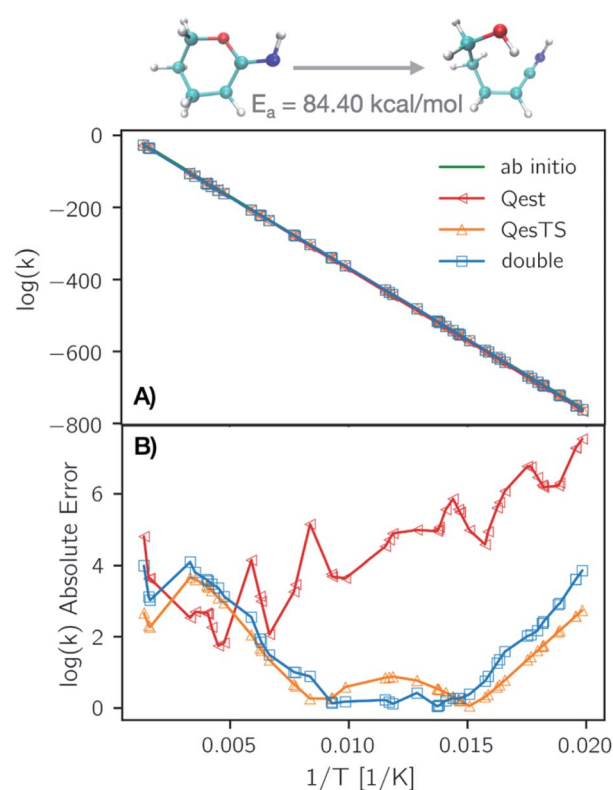 Eₐ = 84.40 kcal/mol
0
−200
−400
−600
−800
log(k)
ab initio
Qest
QesTS
double
A)
B)
6
4
2
0
log(k) Absolute Error
0.005
0.010
0.015
0.020
1/T [1/K]